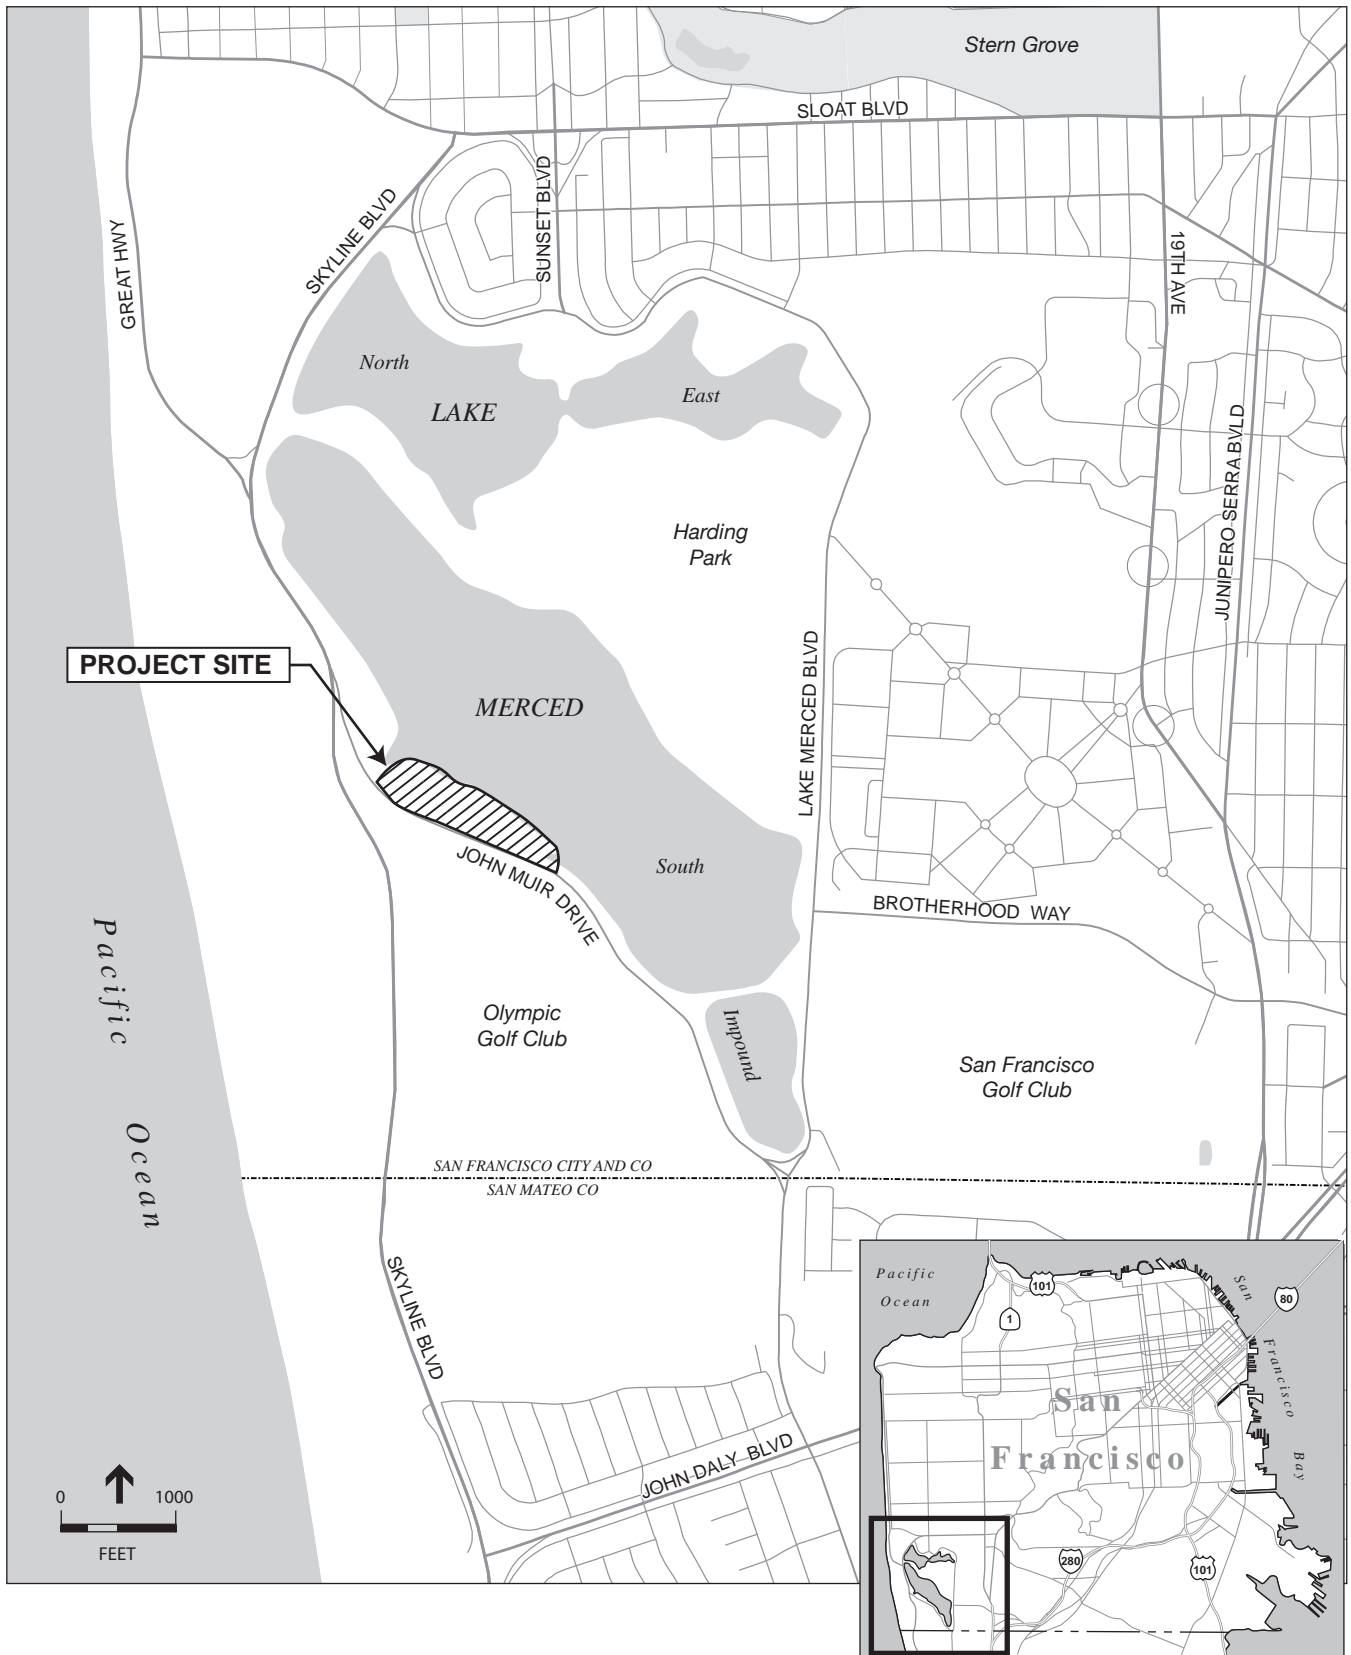 Stern Grove
SLOAT BLVD
SUNSET BLVD
SKYLINE BLVD
GREAT HWY
19TH AVE
North
LAKE
East
JUNIPERO SERRA BVLD
Harding
Park
PROJECT SITE
MERCED
LAKE MERCED BLVD
South
JOHN MUIR DRIVE
BROTHERHOOD WAY
Pacific
Ocean
Olympic
Golf Club
Impound
San Francisco
Golf Club
SAN FRANCISCO CITY AND CO
SAN MATEO CO
SKYLINE BLVD
JOHN DALY BLVD
0 1000
FEET
Pacific
Ocean
101
1
San
Francisco
Bay
80
San
Francisco
280
101